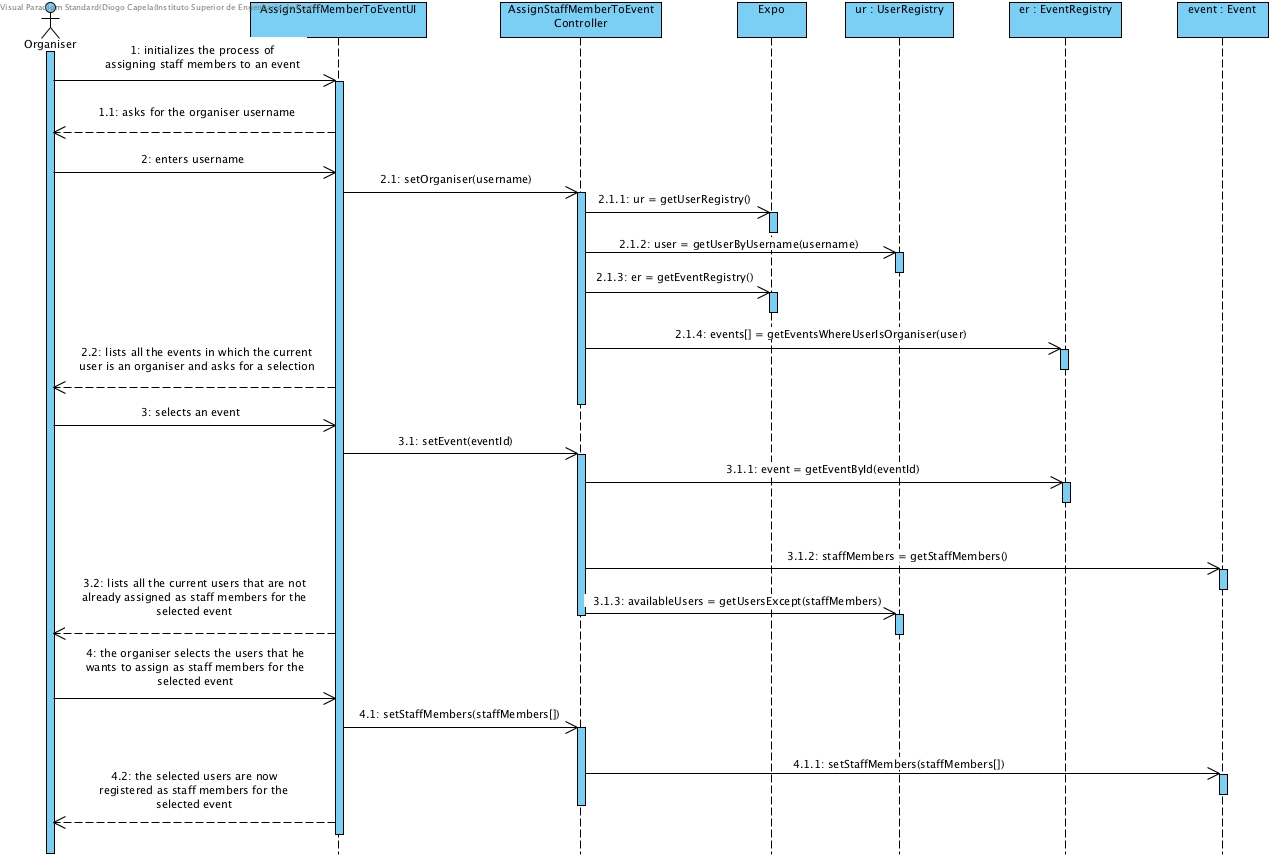 Visual Paradigm Standard(Diogo Capela(Instituto Superior de
AssignStaffMemberToEventUI
AssignStaffMemberToEvent
Controller
Expo
ur : UserRegistry
er : EventRegistry
event : Event
Organiser
1: initializes the process of
assigning staff members to an event
1.1: asks for the organiser username
2: enters username
2.1: setOrganiser(username)
2.1.1: ur = getUserRegistry()
2.1.2: user = getUserByUsername(username)
2.1.3: er = getEventRegistry()
2.1.4: events[] = getEventsWhereUserIsOrganiser(user)
2.2: lists all the events in which the current
user is an organiser and asks for a selection
3: selects an event
3.1: setEvent(eventId)
3.1.1: event = getEventById(eventId)
3.1.2: staffMembers = getStaffMembers()
3.1.3: availableUsers = getUsersExcept(staffMembers)
3.2: lists all the current users that are not
already assigned as staff members for the
selected event
4: the organiser selects the users that he
wants to assign as staff members for the
selected event
4.1: setStaffMembers(staffMembers[])
4.1.1: setStaffMembers(staffMembers[])
4.2: the selected users are now
registered as staff members for the
selected event